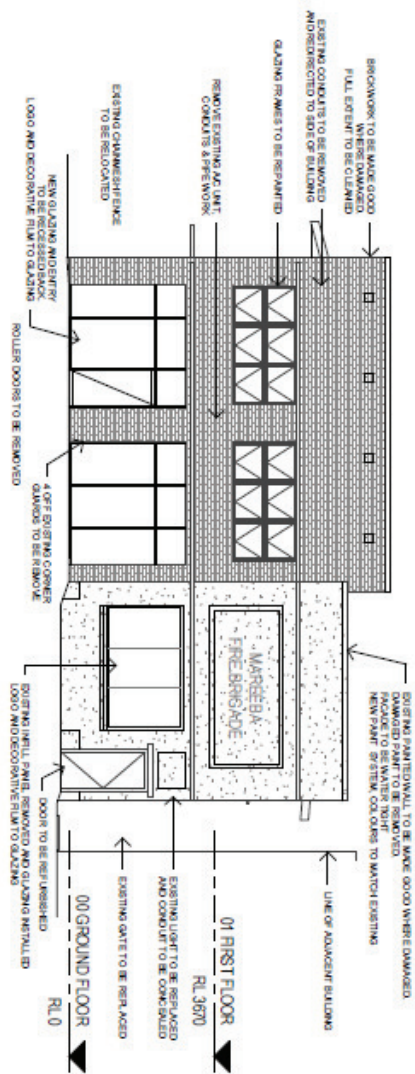 BRICKWORK TO BE MADE GOOD
WHERE DAMAGED.
FULL EXTENT TO BE CLEANED
EXISTING CONDUITS TO BE REMOVED
AND REDIRECTED TO SIDE OF BUILDING
GLAZING FRAMES TO BE REPAINTED
REMOVE EXISTING A/C UNIT,
CONDUITS & PIPE WORK
EXISTING CHAINMESH FENCE
TO BE RELOCATED
NEW GLAZING AND ENTRY
TO BE RECESSED BACK
LOGO AND DECORATIVE FILM TO GLAZING
ROLLER DOORS TO BE REMOVED
4 OFF EXISTING CORNER
GUARDS TO BE REMOVE
MAREEBA
FIRE BRIGADE
EXISTING PAINTED WALL TO BE MADE GOOD WHERE DAMAGED.
DAMAGED PAINT TO BE REMOVED.
FACADE TO BE WATER TIGHT
NEW PAINT SYSTEM, COLOURS TO MATCH EXISTING
LINE OF ADJACENT BUILDING
01 FIRST FLOOR
RL 3670
EXISTING LIGHT TO BE REPLACED
AND CONDUIT TO BE CONCEALED
EXISTING GATE TO BE REPLACED
00 GROUND FLOOR
RL 0
DOOR TO BE REFURBISHED
EXISTING INFILL PANEL REMOVED AND GLAZING INSTALLED
LOGO AND DECORATIVE FILM TO GLAZING